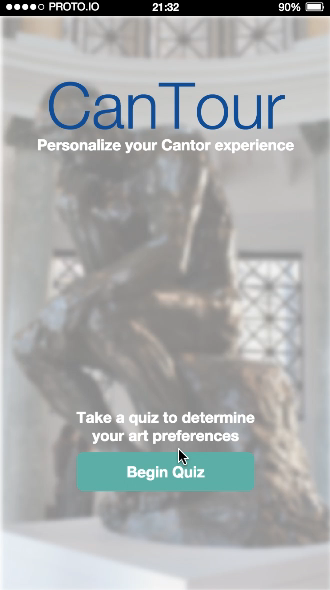 PROTO.IO 21:32 90%
CanTour
Personalize your Cantor experience
Take a quiz to determine
your art preferences
Begin Quiz